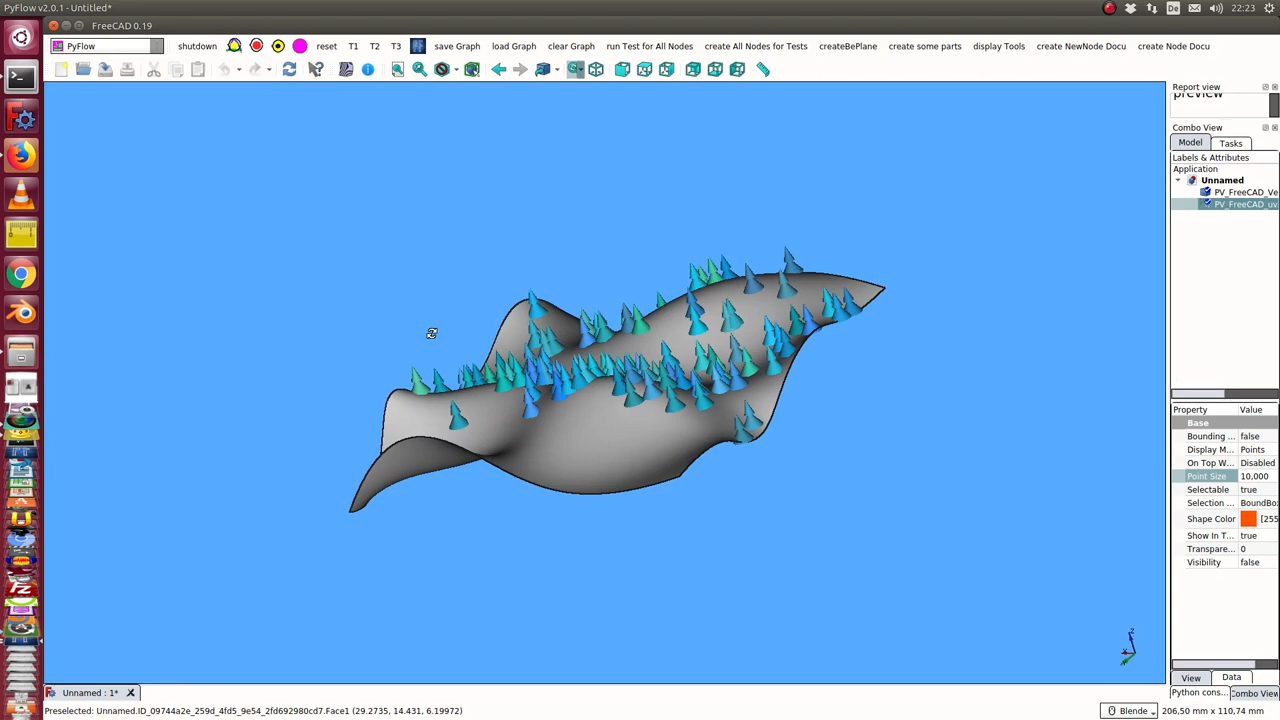 PyFlow v2.0.1 - Untitled*
De
22:23
FreeCAD 0.19
PyFlow
shutdown
reset
T1
T2
T3
save Graph
load Graph
clear Graph
run Test for All Nodes
create All Nodes for Tests
createBePlane
create some parts
display Tools
create NewNode Docu
create Node Docu
Report view
preview
Combo View
Model
Tasks
Labels & Attributes
Application
Unnamed
PV_FreeCAD_Ve
PV_FreeCAD_uv
Property Value
Base
Bounding ... false
Display M... Points
On Top W... Disabled
Point Size 10,000
Selectable true
Selection ... BoundBo
Shape Color [255
Show In T... true
Transpare... 0
Visibility false
View
Data
Unnamed : 1*
Python cons...
Combo View
Preselected: Unnamed.ID_09744a2e_259d_4fd5_9e54_2fd692980cd7.Face1 (29.2735, 14.431, 6.19972)
Blende
206,50 mm x 110,74 mm